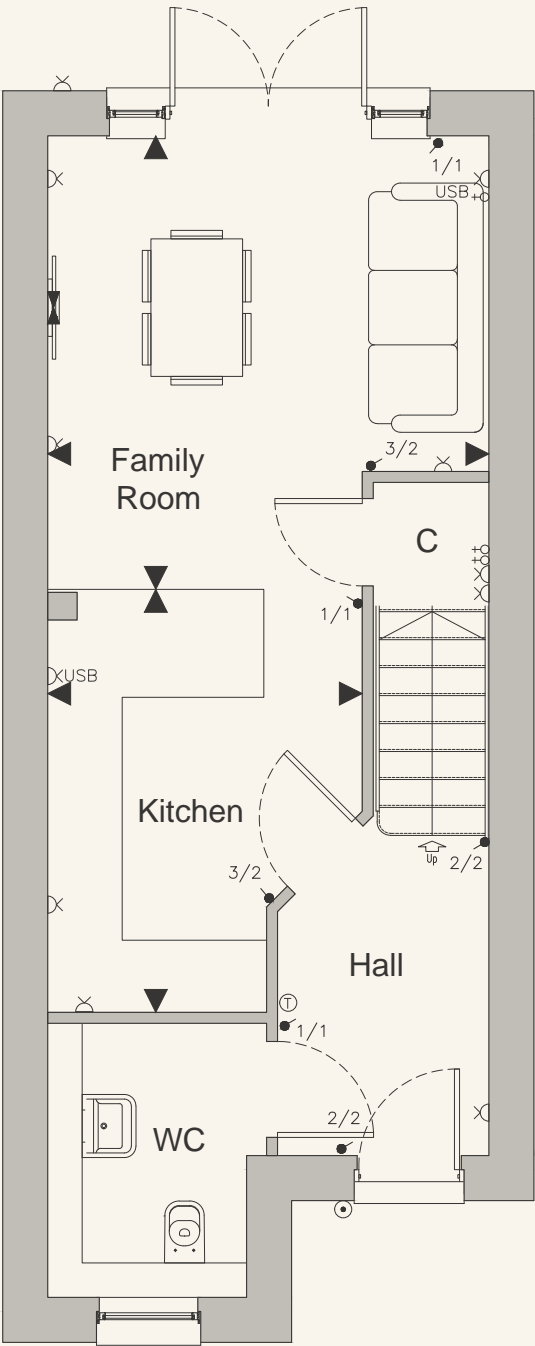 1/1
USB
3/2
Family
Room
C
1/1
USB
Kitchen
Up
2/2
3/2
Hall
T
1/1
2/2
WC